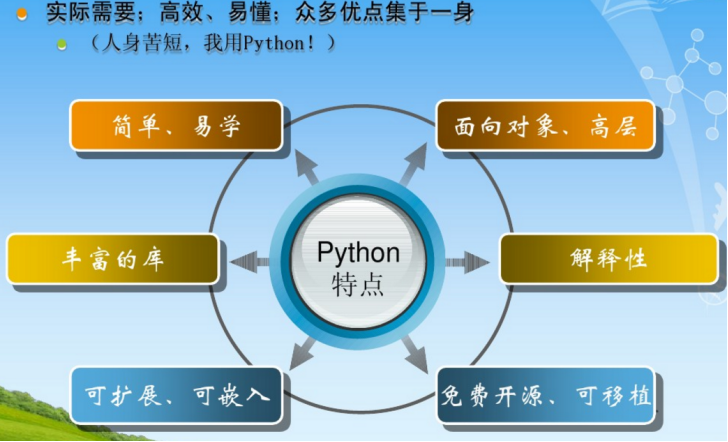 实际需要；高效、易懂；众多优点集于一身
（人身苦短，我用Python！）
简单、易学
面向对象、高层
丰富的库
Python
特点
解释性
可扩展、可嵌入
免费开源、可移植